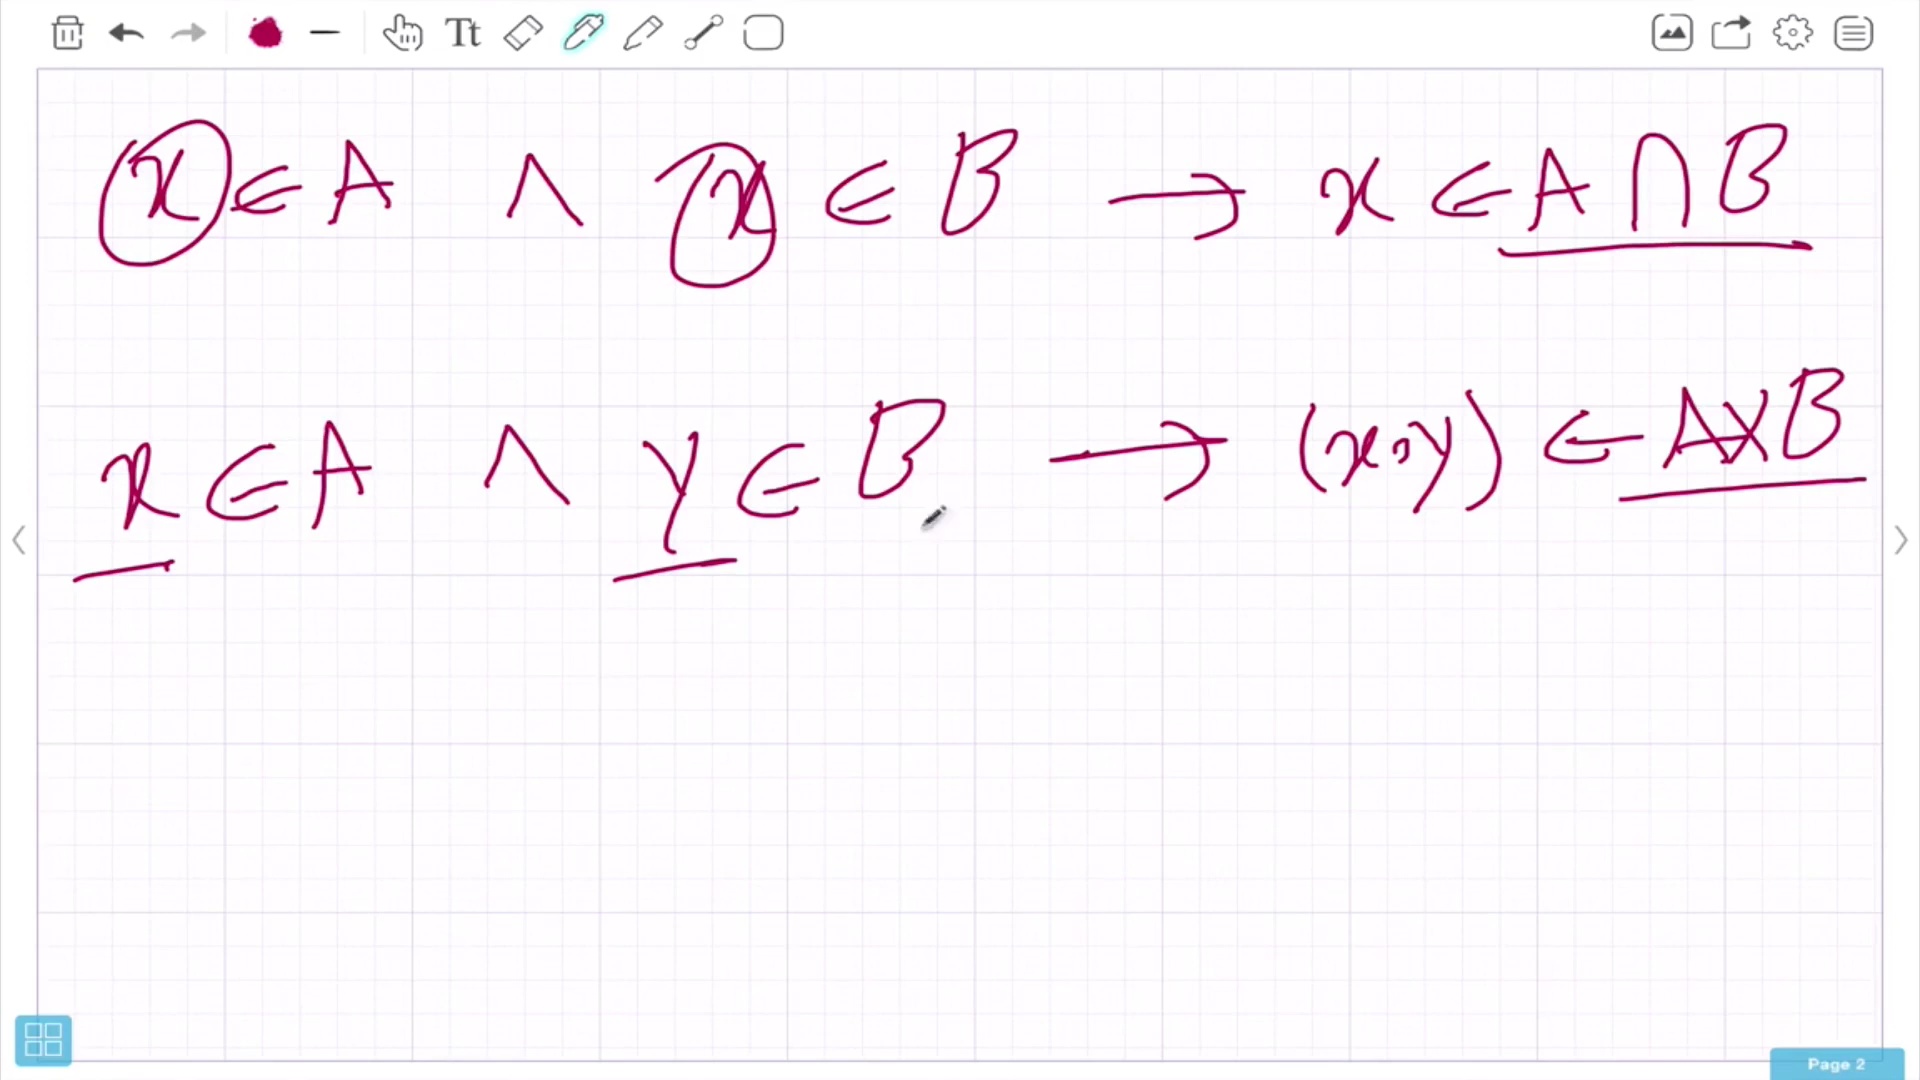 Tt
x ∈ A ∧ x ∈ B → x ∈ A ∩ B
x ∈ A ∧ y ∈ B → (x, y) ∈ A × B
Page 2